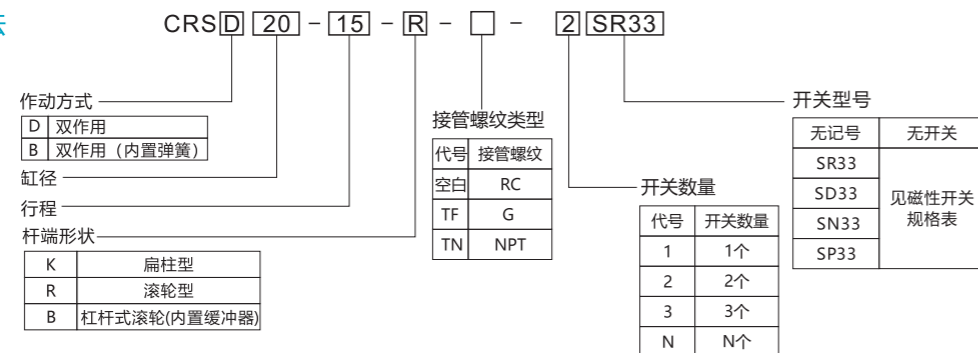 CRS D 20 - 15 - R - □ - 2 SR33
作动方式
D 双作用
B 双作用（内置弹簧）
缸径
行程
杆端形状
K 扁柱型
R 滚轮型
B 杠杆式滚轮(内置缓冲器)
接管螺纹类型
代号 接管螺纹
空白 RC
TF G
TN NPT
开关数量
代号 开关数量
1 1个
2 2个
3 3个
N N个
开关型号
无记号 无开关
SR33
SD33
SN33
SP33
见磁性开关
规格表